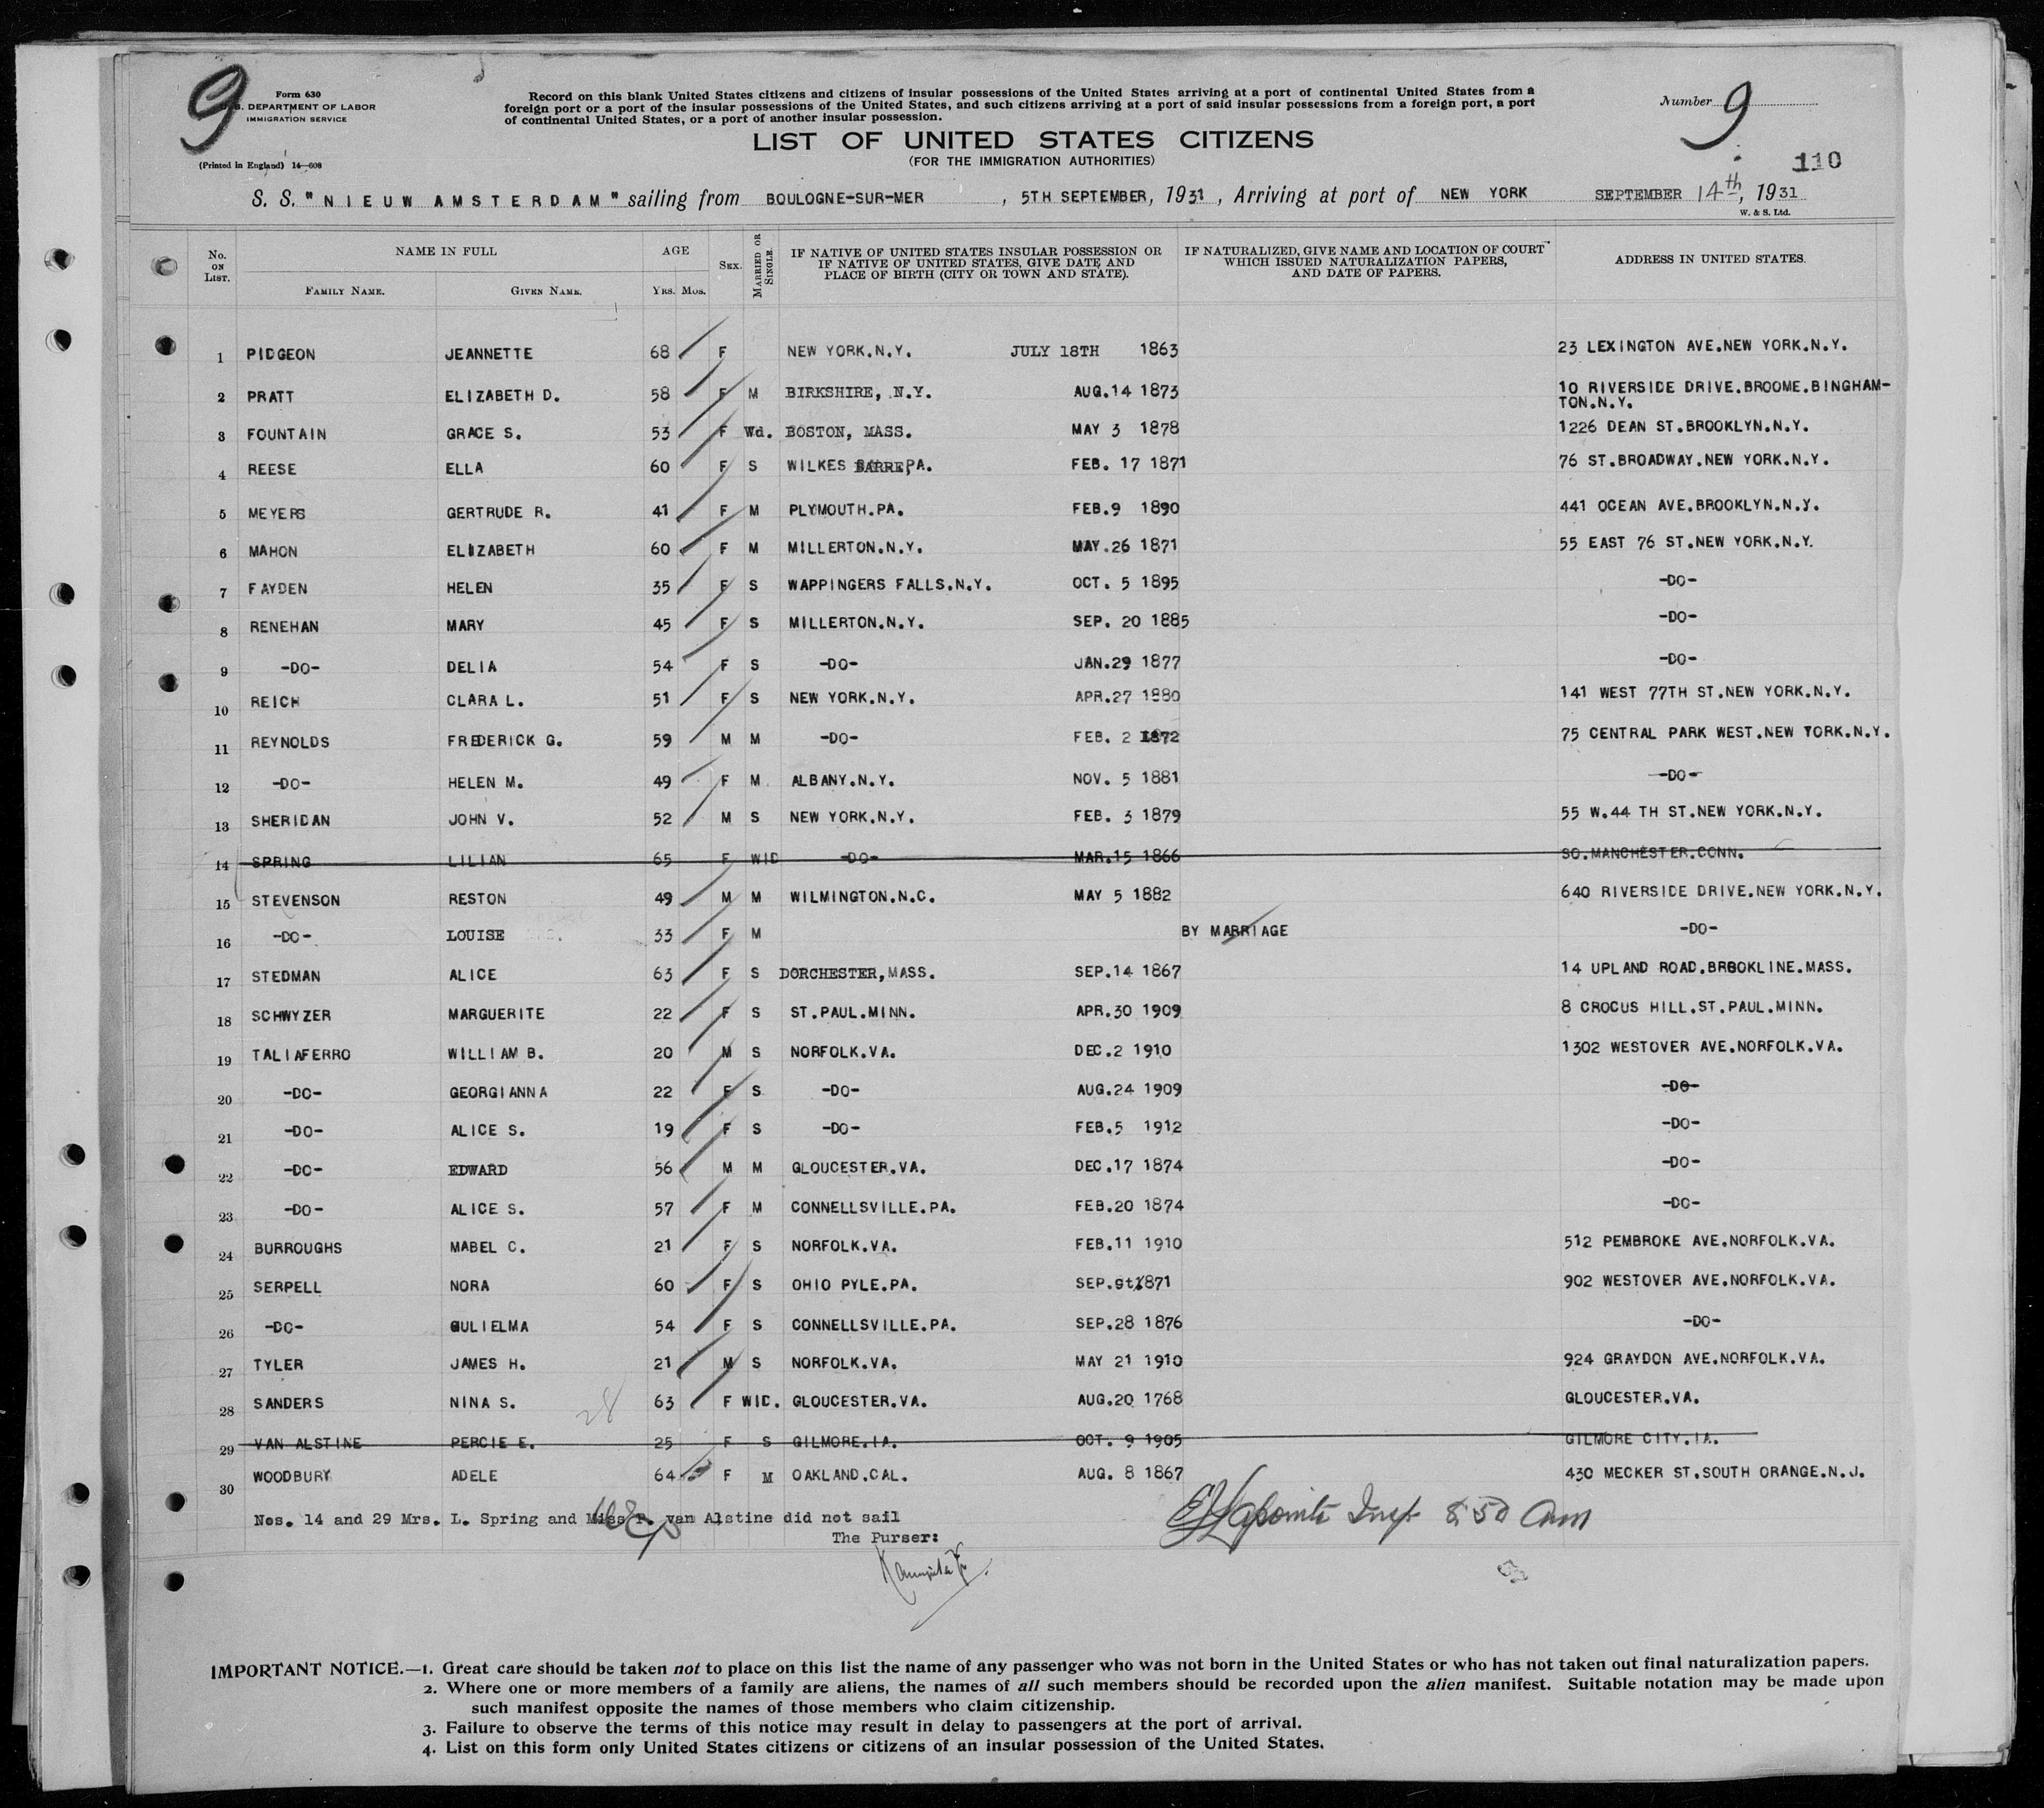 9
Form 630
U.S. DEPARTMENT OF LABOR
IMMIGRATION SERVICE
(Printed in England) 14—608
Record on this blank United States citizens and citizens of insular possessions of the United States arriving at a port of continental United States from a
foreign port or a port of the insular possessions of the United States, and such citizens arriving at a port of said insular possessions from a foreign port, a port
of continental United States, or a port of another insular possession.
LIST OF UNITED STATES CITIZENS
(FOR THE IMMIGRATION AUTHORITIES)
Number 9
110
S. S. "NIEUW AMSTERDAM" sailing from BOULOGNE-SUR-MER, 5TH SEPTEMBER, 1931, Arriving at port of NEW YORK SEPTEMBER 14th, 1931
W. & S. Ltd.
No. ON LIST. NAME IN FULL AGE SEX. MARRIED OR SINGLE. IF NATIVE OF UNITED STATES INSULAR POSSESSION OR IF NATIVE OF UNITED STATES, GIVE DATE AND PLACE OF BIRTH (CITY OR TOWN AND STATE). IF NATURALIZED, GIVE NAME AND LOCATION OF COURT WHICH ISSUED NATURALIZATION PAPERS, AND DATE OF PAPERS. ADDRESS IN UNITED STATES.
FAMILY NAME. GIVEN NAME. YRS. MOS.
1 PIDGEON JEANNETTE 68 F NEW YORK.N.Y. JULY 18TH 1863 23 LEXINGTON AVE.NEW YORK.N.Y.
2 PRATT ELIZABETH D. 58 F M BIRKSHIRE, N.Y. AUG.14 1873 10 RIVERSIDE DRIVE.BROOME.BINGHAM-
TON.N.Y.
3 FOUNTAIN GRACE S. 53 F Wd. BOSTON, MASS. MAY 3 1878 1226 DEAN ST.BROOKLYN.N.Y.
4 REESE ELLA 60 F S WILKES BARRE,PA. FEB. 17 1871 76 ST.BROADWAY.NEW YORK.N.Y.
5 MEYERS GERTRUDE R. 41 F M PLYMOUTH.PA. FEB.9 1890 441 OCEAN AVE.BROOKLYN.N.Y.
6 MAHON ELIZABETH 60 F M MILLERTON.N.Y. MAY.26 1871 55 EAST 76 ST.NEW YORK.N.Y.
7 FAYDEN HELEN 35 F S WAPPINGERS FALLS.N.Y. OCT. 5 1895 -DO-
8 RENEHAN MARY 45 F S MILLERTON.N.Y. SEP. 20 1885 -DO-
9 -DO- DELIA 54 F S -DO- JAN.29 1877 -DO-
10 REICH CLARA L. 51 F S NEW YORK.N.Y. APR.27 1880 141 WEST 77TH ST.NEW YORK.N.Y.
11 REYNOLDS FREDERICK G. 59 M M -DO- FEB. 2 1872 75 CENTRAL PARK WEST.NEW YORK.N.Y.
12 -DO- HELEN M. 49 F M ALBANY.N.Y. NOV. 5 1881 -DO-
13 SHERIDAN JOHN V. 52 M S NEW YORK.N.Y. FEB. 3 1879 55 W.44 TH ST.NEW YORK.N.Y.
14 SPRING LILIAN 65 F WID -DO- MAR.15 1866 SO.MANCHESTER.CONN.
15 STEVENSON RESTON 49 M M WILMINGTON.N.C. MAY 5 1882 640 RIVERSIDE DRIVE.NEW YORK.N.Y.
16 -DO- LOUISE 33 F M BY MARRIAGE -DO-
17 STEDMAN ALICE 63 F S DORCHESTER,MASS. SEP.14 1867 14 UPLAND ROAD.BROOKLINE.MASS.
18 SCHWYZER MARGUERITE 22 F S ST.PAUL.MINN. APR.30 1909 8 CROCUS HILL.ST.PAUL.MINN.
19 TALIAFERRO WILLIAM B. 20 M S NORFOLK.VA. DEC.2 1910 1302 WESTOVER AVE.NORFOLK.VA.
20 -DO- GEORGIANNA 22 F S -DO- AUG.24 1909 -DO-
21 -DO- ALICE S. 19 F S -DO- FEB.5 1912 -DO-
22 -DO- EDWARD 56 M M GLOUCESTER.VA. DEC.17 1874 -DO-
23 -DO- ALICE S. 57 F M CONNELLSVILLE.PA. FEB.20 1874 -DO-
24 BURROUGHS MABEL C. 21 F S NORFOLK.VA. FEB.11 1910 512 PEMBROKE AVE.NORFOLK.VA.
25 SERPELL NORA 60 F S OHIO PYLE.PA. SEP.9t 1871 902 WESTOVER AVE.NORFOLK.VA.
26 -DO- GULIELMA 54 F S CONNELLSVILLE.PA. SEP.28 1876 -DO-
27 TYLER JAMES H. 21 M S NORFOLK.VA. MAY 21 1910 924 GRAYDON AVE.NORFOLK.VA.
28 SANDERS NINA S. 28 63 F WID. GLOUCESTER.VA. AUG.20 1768 GLOUCESTER.VA.
29 VAN ALSTINE PERCIE E. 25 F S GILMORE.IA. OCT. 9 1905 GILMORE CITY.IA.
30 WOODBURY ADELE 64 F M OAKLAND.CAL. AUG. 8 1867 430 MECKER ST.SOUTH ORANGE.N.J.
Nos. 14 and 29 Mrs. L. Spring and Miss P. van Alstine did not sail
The Purser:
Lapointe Insp 8:50 Am
IMPORTANT NOTICE.—1. Great care should be taken not to place on this list the name of any passenger who was not born in the United States or who has not taken out final naturalization papers.
2. Where one or more members of a family are aliens, the names of all such members should be recorded upon the alien manifest. Suitable notation may be made upon
such manifest opposite the names of those members who claim citizenship.
3. Failure to observe the terms of this notice may result in delay to passengers at the port of arrival.
4. List on this form only United States citizens or citizens of an insular possession of the United States.